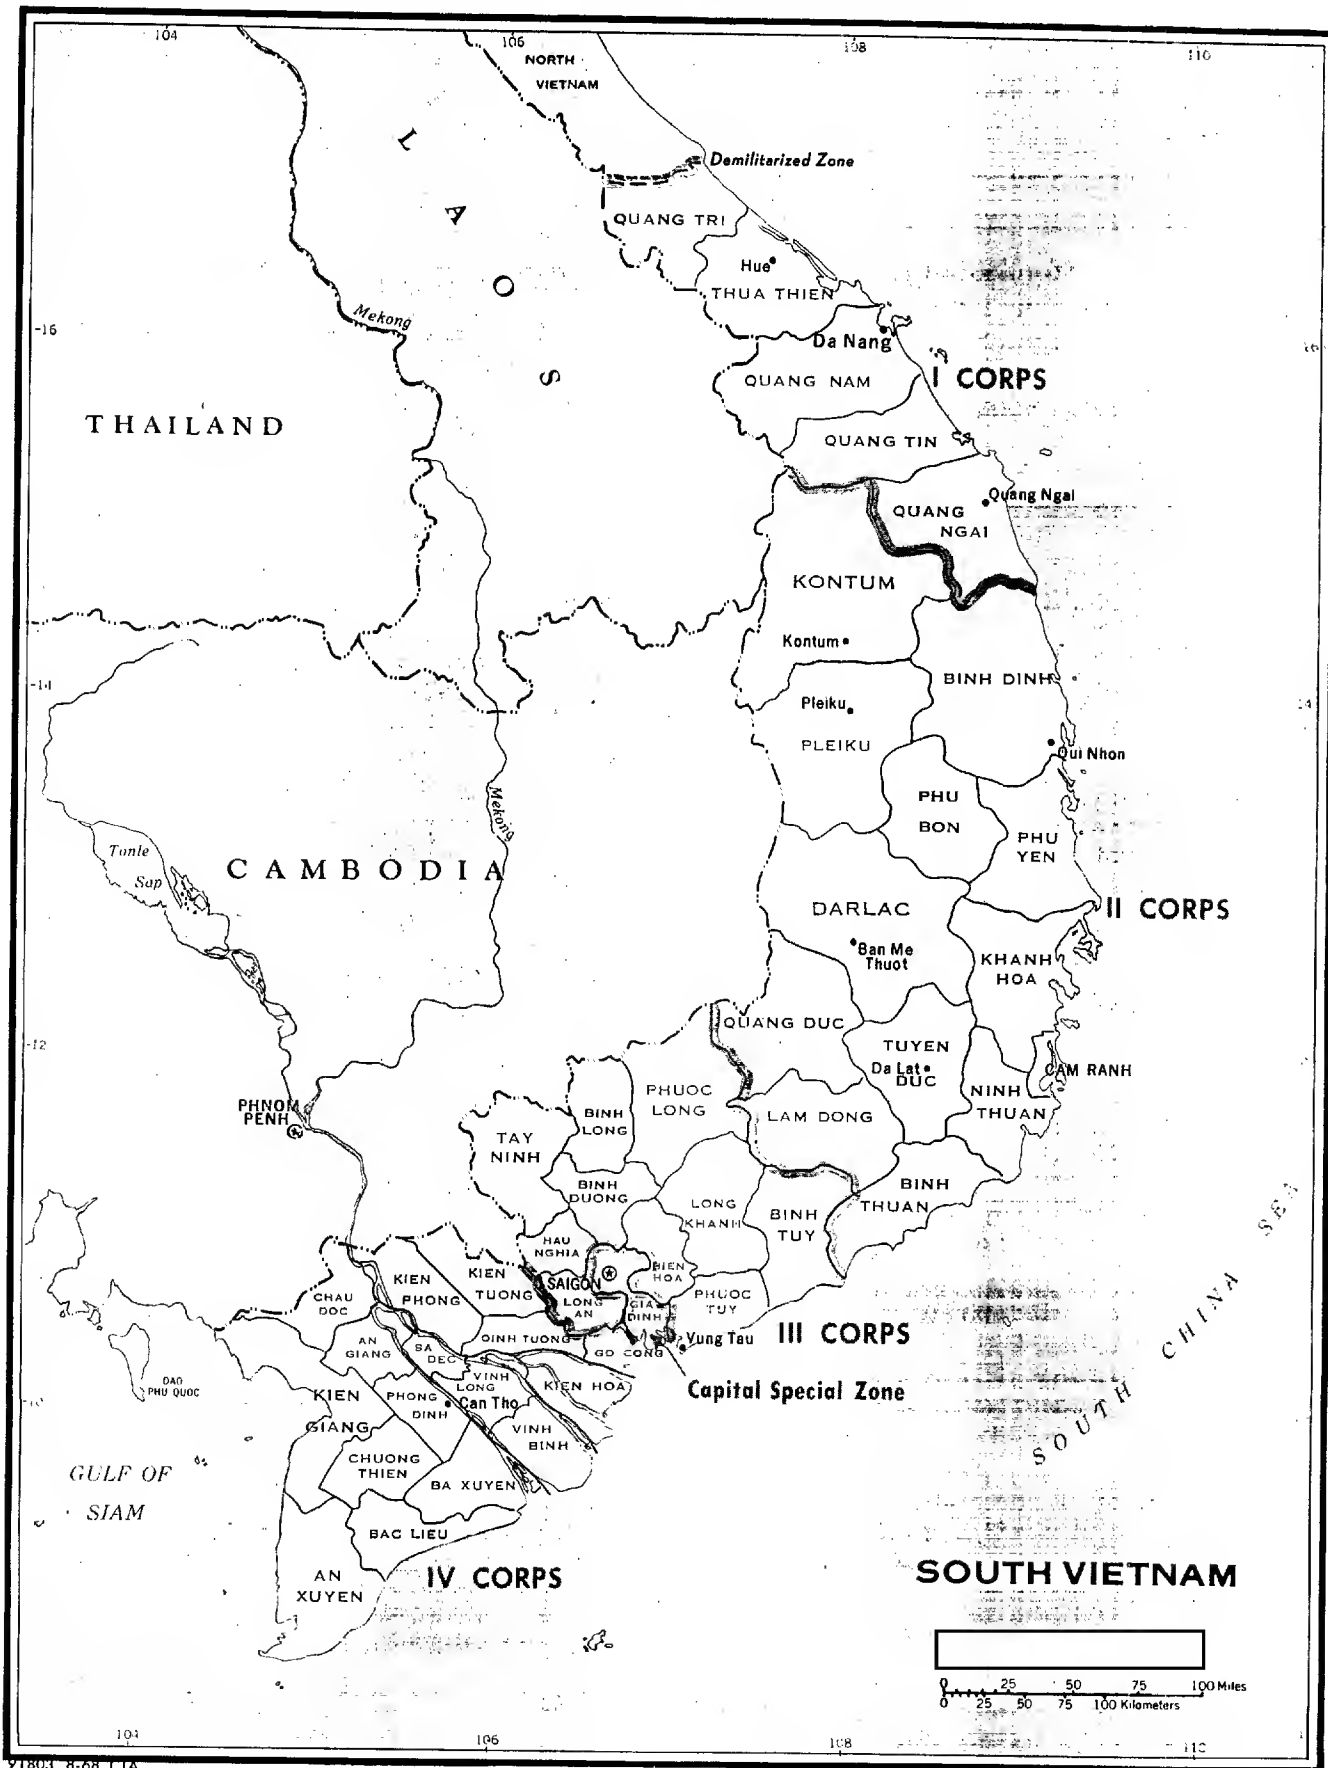 104
106
108
110
NORTH
VIETNAM
LAOS
Demilitarized Zone
QUANG TRI
Hue
THUA THIEN
16
Mekong
Da Nang
QUANG NAM
I CORPS
THAILAND
QUANG TIN
Quang Ngai
QUANG
NGAI
KONTUM
Kontum
14
14
BINH DINH
Pleiku
PLEIKU
Qui Nhon
Mekong
PHU
BON
PHU
YEN
Tonle
Sap
CAMBODIA
DARLAC
II CORPS
Ban Me
Thuot
KHANH
HOA
QUANG DUC
12
TUYEN
DUC
Da Lat
CAM RANH
NINH
THUAN
PHUOC
LONG
LAM DONG
BINH
LONG
PHNOM
PENH
TAY
NINH
BINH
DUONG
LONG
KHANH
BINH
TUY
BINH
THUAN
HAU
NGHIA
BIEN
HOA
SAIGON
KIEN
PHONG
KIEN
TUONG
LONG
AN
GIA
DINH
PHUOC
TUY
CHAU
DOC
AN
GIANG
SA
DEC
DINH TUONG
GO CONG
Vung Tau
III CORPS
Capital Special Zone
DAO
PHU QUOC
10
KIEN
GIANG
PHONG
DINH
VINH
LONG
Can Tho
KIEN HOA
VINH
BINH
CHUONG
THIEN
BA XUYEN
GULF OF
SIAM
SOUTH CHINA SEA
BAC LIEU
AN
XUYEN
IV CORPS
SOUTH VIETNAM
0 25 50 75 100 Miles
0 25 50 75 100 Kilometers
104
106
108
110
91803 8-68 CIA